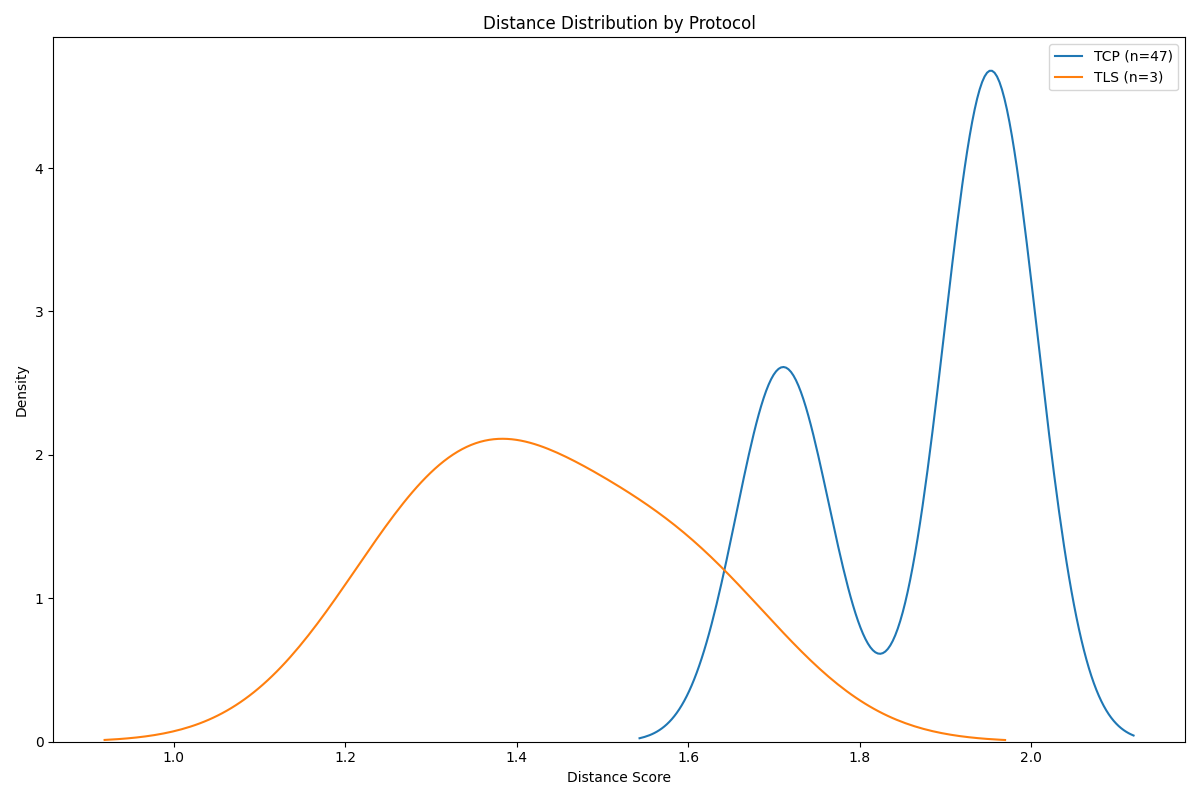 Distance Distribution by Protocol
TCP (n=47)
TLS (n=3)
Density
4
3
2
1
0
1.0 1.2 1.4 1.6 1.8 2.0
Distance Score